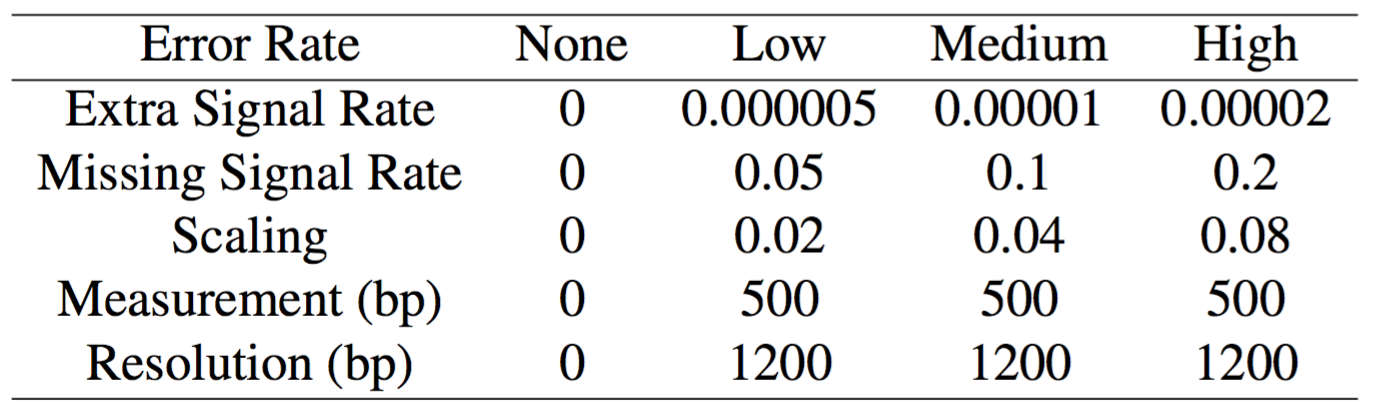 Error Rate None Low Medium High
Extra Signal Rate 0 0.000005 0.00001 0.00002
Missing Signal Rate 0 0.05 0.1 0.2
Scaling 0 0.02 0.04 0.08
Measurement (bp) 0 500 500 500
Resolution (bp) 0 1200 1200 1200